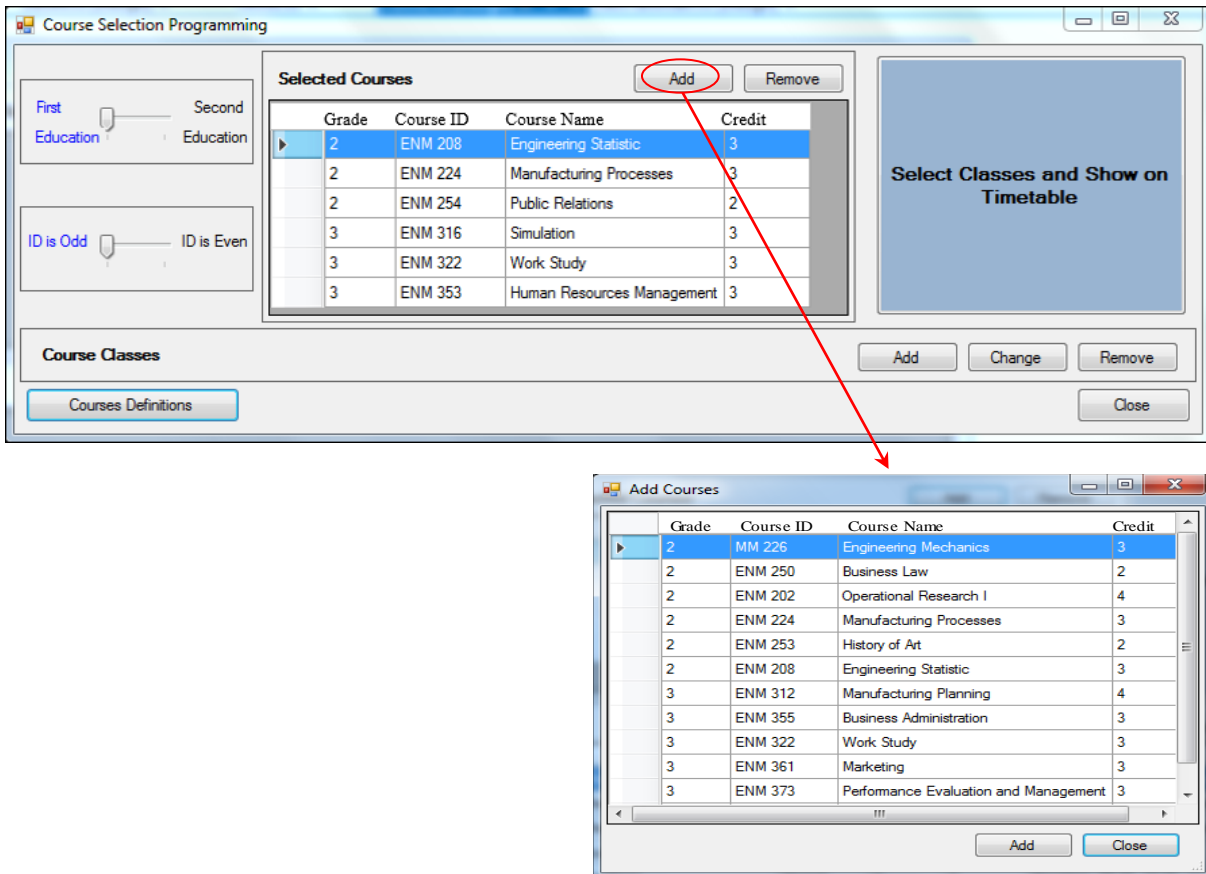 Course Selection Programming
First Second
Education Education
ID is Odd ID is Even
Selected Courses Add Remove
Grade Course ID Course Name Credit
2 ENM 208 Engineering Statistic 3
2 ENM 224 Manufacturing Processes 3
2 ENM 254 Public Relations 2
3 ENM 316 Simulation 3
3 ENM 322 Work Study 3
3 ENM 353 Human Resources Management 3
Select Classes and Show on
Timetable
Course Classes Add Change Remove
Courses Definitions Close
Add Courses
Grade Course ID Course Name Credit
2 MM 226 Engineering Mechanics 3
2 ENM 250 Business Law 2
2 ENM 202 Operational Research I 4
2 ENM 224 Manufacturing Processes 3
2 ENM 253 History of Art 2
2 ENM 208 Engineering Statistic 3
3 ENM 312 Manufacturing Planning 4
3 ENM 355 Business Administration 3
3 ENM 322 Work Study 3
3 ENM 361 Marketing 3
3 ENM 373 Performance Evaluation and Management 3
Add Close